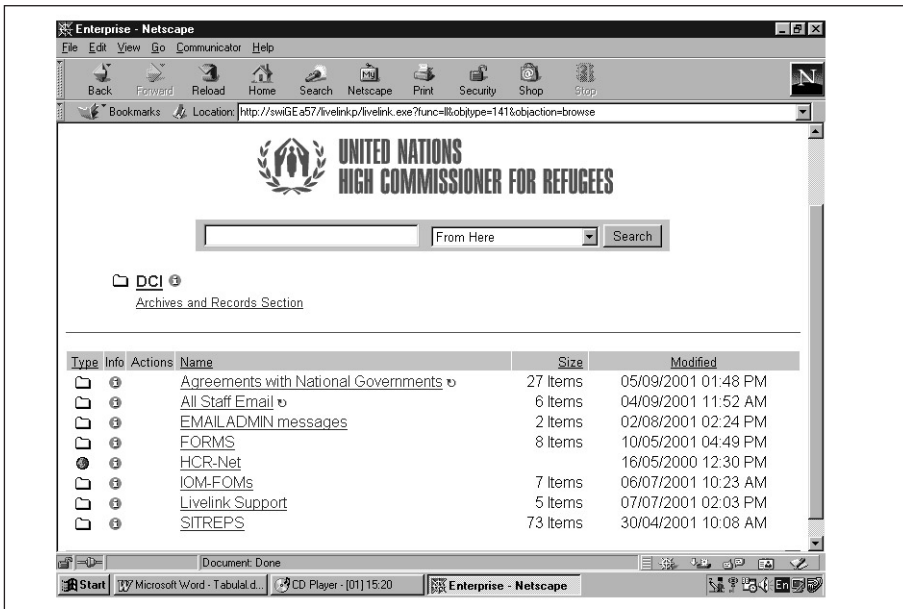 Enterprise - Netscape
File Edit View Go Communicator Help
Back Forward Reload Home Search Netscape Print Security Shop Stop
My
N
Bookmarks Location: http://swiGEa57/livelinkp/livelink.exe?func=ll&objtype=141&objaction=browse
UNITED NATIONS
HIGH COMMISSIONER FOR REFUGEES
From Here Search
DCI
Archives and Records Section
Type Info Actions Name Size Modified
Agreements with National Governments 27 Items 05/09/2001 01:48 PM
All Staff Email 6 Items 04/09/2001 11:52 AM
EMAILADMIN messages 2 Items 02/08/2001 02:24 PM
FORMS 8 Items 10/05/2001 04:49 PM
HCR-Net 16/05/2000 12:30 PM
IOM-FOMs 7 Items 06/07/2001 10:23 AM
Livelink Support 5 Items 07/07/2001 02:03 PM
SITREPS 73 Items 30/04/2001 10:08 AM
Document: Done
Start Microsoft Word - Tabulal.d... CD Player - [01] 15:20 Enterprise - Netscape En